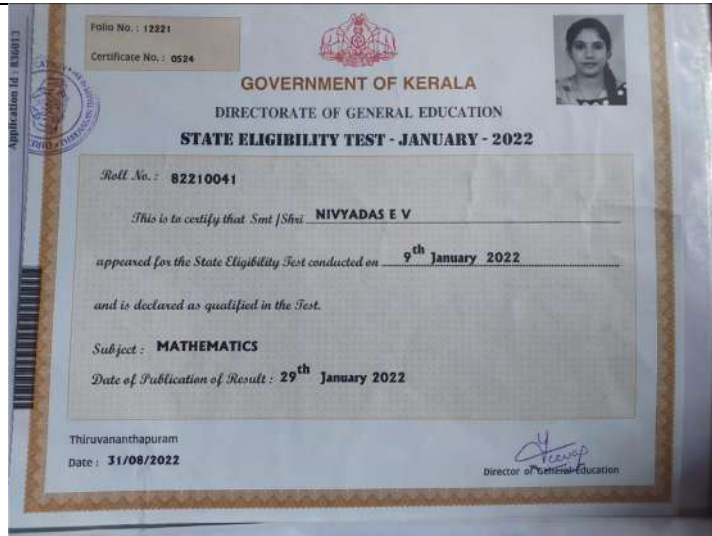 Folio No. : 12221
Certificate No. : 0524
Application Id : 836013
GOVERNMENT OF KERALA
DIRECTORATE OF GENERAL EDUCATION
STATE ELIGIBILITY TEST - JANUARY - 2022
Roll No. : 82210041
This is to certify that Smt/Shri NIVYADAS E V
appeared for the State Eligibility Test conducted on 9th January 2022
and is declared as qualified in the Test.
Subject : MATHEMATICS
Date of Publication of Result : 29th January 2022
Thiruvananthapuram
Date : 31/08/2022
Director of General Education